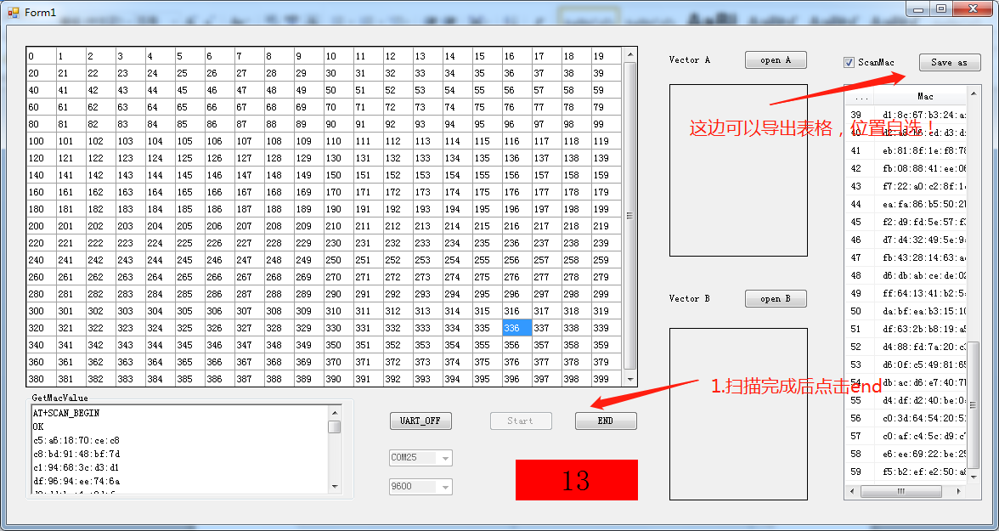 Form1
0 1 2 3 4 5 6 7 8 9 10 11 12 13 14 15 16 17 18 19
20 21 22 23 24 25 26 27 28 29 30 31 32 33 34 35 36 37 38 39
40 41 42 43 44 45 46 47 48 49 50 51 52 53 54 55 56 57 58 59
60 61 62 63 64 65 66 67 68 69 70 71 72 73 74 75 76 77 78 79
80 81 82 83 84 85 86 87 88 89 90 91 92 93 94 95 96 97 98 99
100 101 102 103 104 105 106 107 108 109 110 111 112 113 114 115 116 117 118 119
120 121 122 123 124 125 126 127 128 129 130 131 132 133 134 135 136 137 138 139
140 141 142 143 144 145 146 147 148 149 150 151 152 153 154 155 156 157 158 159
160 161 162 163 164 165 166 167 168 169 170 171 172 173 174 175 176 177 178 179
180 181 182 183 184 185 186 187 188 189 190 191 192 193 194 195 196 197 198 199
200 201 202 203 204 205 206 207 208 209 210 211 212 213 214 215 216 217 218 219
220 221 222 223 224 225 226 227 228 229 230 231 232 233 234 235 236 237 238 239
240 241 242 243 244 245 246 247 248 249 250 251 252 253 254 255 256 257 258 259
260 261 262 263 264 265 266 267 268 269 270 271 272 273 274 275 276 277 278 279
280 281 282 283 284 285 286 287 288 289 290 291 292 293 294 295 296 297 298 299
300 301 302 303 304 305 306 307 308 309 310 311 312 313 314 315 316 317 318 319
320 321 322 323 324 325 326 327 328 329 330 331 332 333 334 335 336 337 338 339
340 341 342 343 344 345 346 347 348 349 350 351 352 353 354 355 356 357 358 359
360 361 362 363 364 365 366 367 368 369 370 371 372 373 374 375 376 377 378 379
380 381 382 383 384 385 386 387 388 389 390 391 392 393 394 395 396 397 398 399
GetMacValue
AT+SCAN_BEGIN
OK
c5:a6:18:70:ce:c8
c8:bd:91:48:bf:7d
c1:94:68:3c:d3:d1
df:96:94:ee:74:6a
UART_OFF Start END
COM25
9600
13
Vector A open A
Vector B open B
ScanMac Save as
这边可以导出表格，位置自选！
1.扫描完成后点击end
... Mac
39 d1:8c:67:b3:24:a
40
41 eb:81:8f:1e:f8:78
42 fb:08:88:41:ee:06
43 f7:22:a0:c2:8f:1
44 ea:fa:86:b5:50:2
45 f2:d9:fd:5e:57:f
46 d7:d4:32:49:5e:9
47 fb:43:28:14:63:a
48 d6:db:ab:ce:de:02
49 ff:64:13:41:b2:5
50 da:bf:ea:b3:15:10
51 df:63:2b:b8:19:a5
52 d4:88:fd:7a:20:c
53 d6:0f:c5:49:81:65
54 db:ac:d6:e7:40:7
55 d4:df:d2:40:be:0
56 c0:3d:64:54:20:5
57 c0:af:c4:5c:d9:c
58 e6:ee:69:22:be:25
59 f5:b2:ef:e2:50:a8